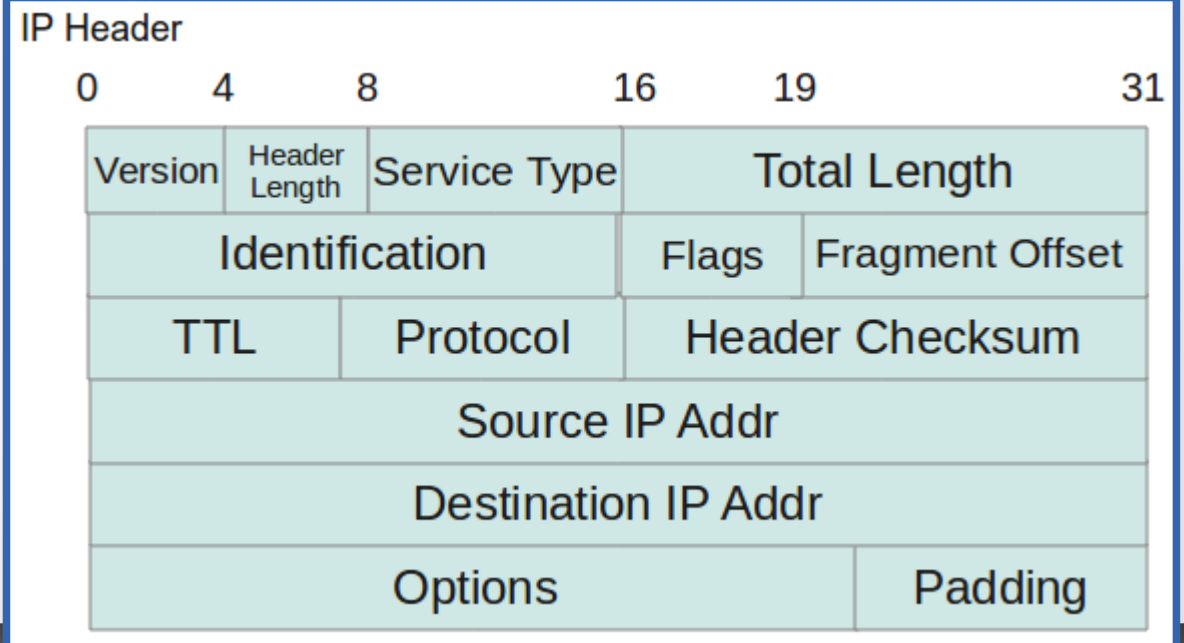 IP Header
0 4 8 16 19 31
Version Header Length Service Type Total Length
Identification Flags Fragment Offset
TTL Protocol Header Checksum
Source IP Addr
Destination IP Addr
Options Padding